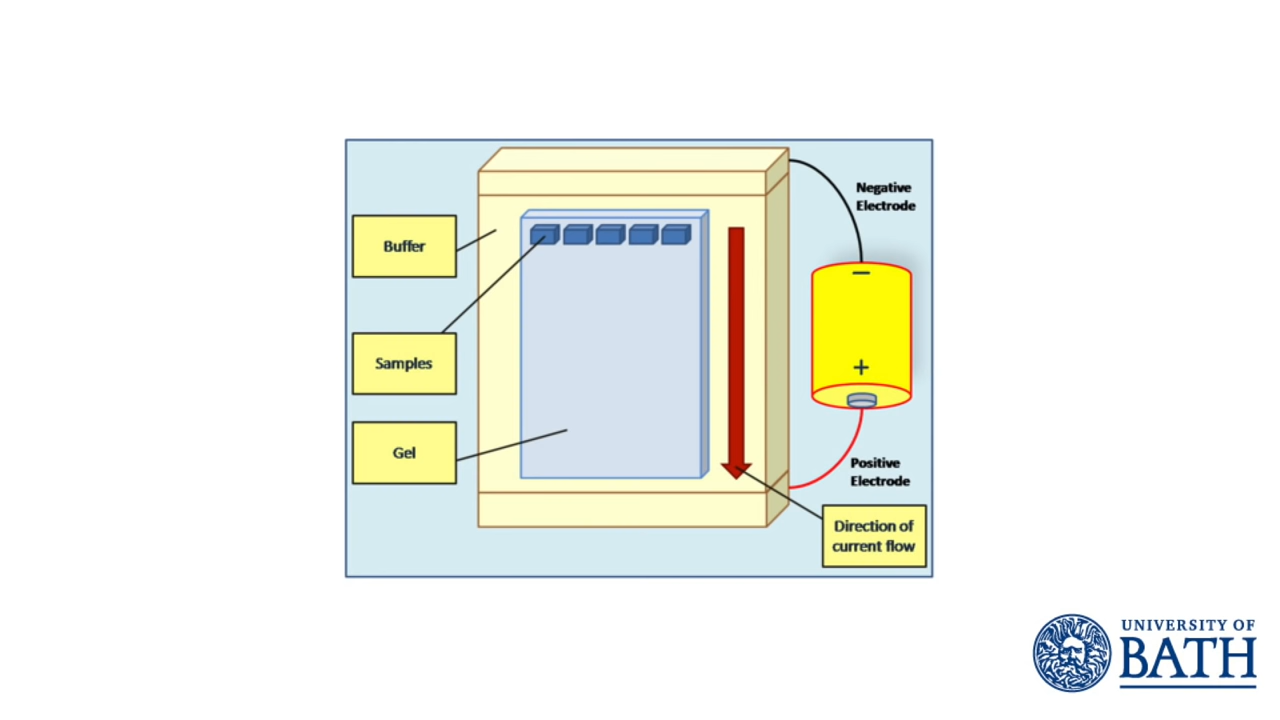 Negative
Electrode
Buffer
−
Samples
+
Gel
Positive
Electrode
Direction of
current flow
UNIVERSITY OF
BATH